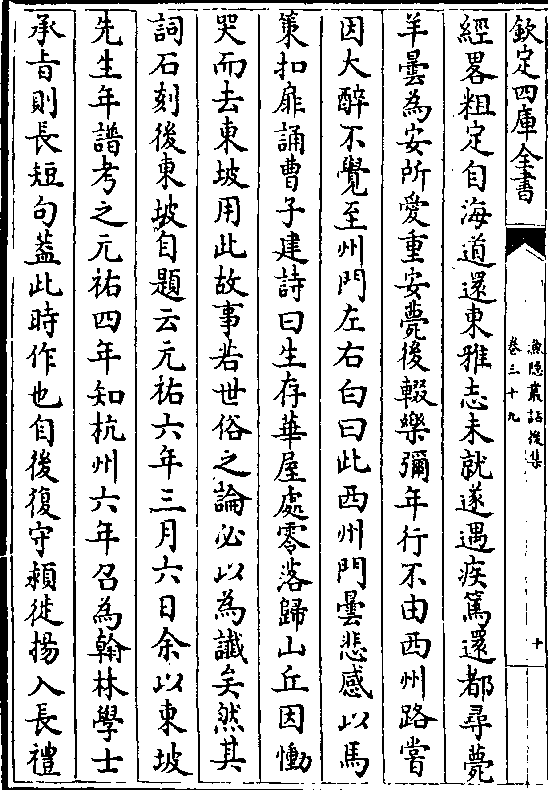 欽定四庫全書
漁隱叢話後集
卷三十九
十
經畧粗定自海道還東雅志未就遂遇疾篤還都尋薨
羊曇為安所愛重安薨後輟樂彌年行不由西州路嘗
因大醉不覺至州門左右白曰此西州門曇悲感以馬
䇿扣扉誦曹子建詩曰生存華屋處零落歸山丘因慟
哭而去東坡用此故事若世俗之論必以為讖矣然其
詞石刻後東坡自題云元祐六年三月六日余以東坡
先生年譜考之元祐四年知杭州六年召為翰林學士
承㫖則長短句葢此時作也自後復守頴徙揚入長禮